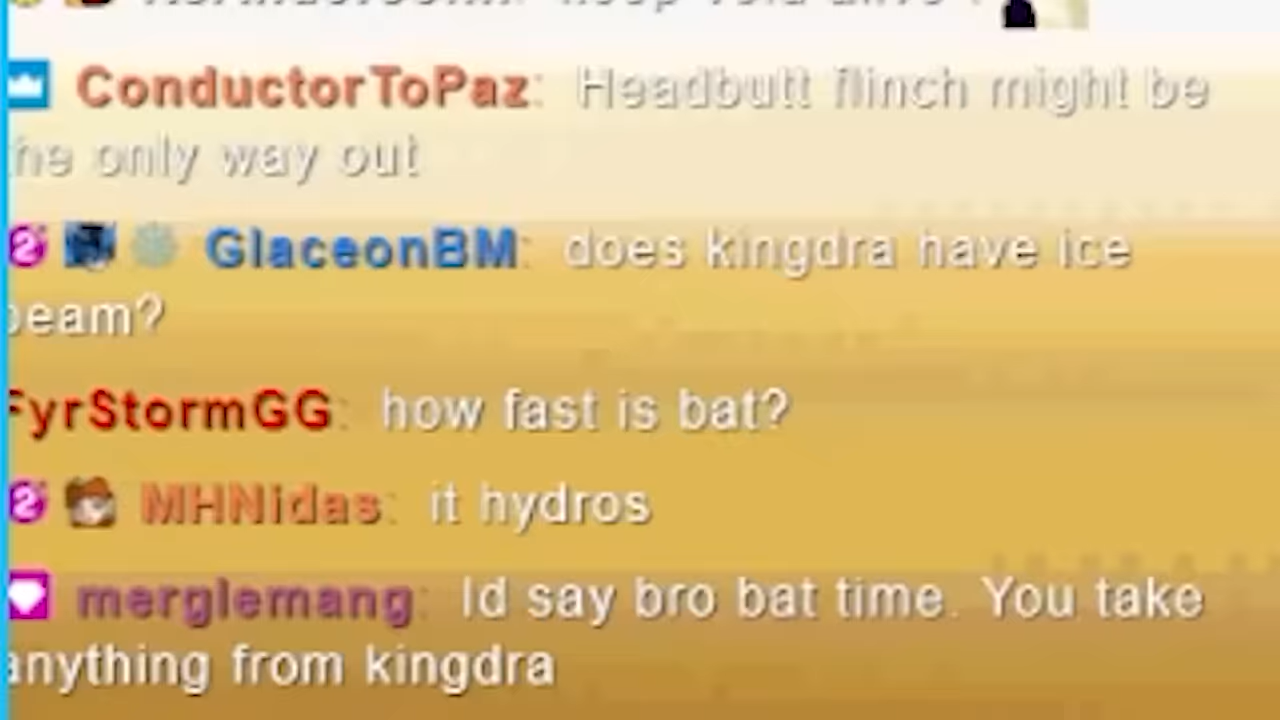 ConductorToPaz: Headbutt flinch might be
the only way out
GlaceonBM: does kingdra have ice
beam?
FyrStormGG: how fast is bat?
MHNidas: it hydros
merglemang: Id say bro bat time. You take
anything from kingdra